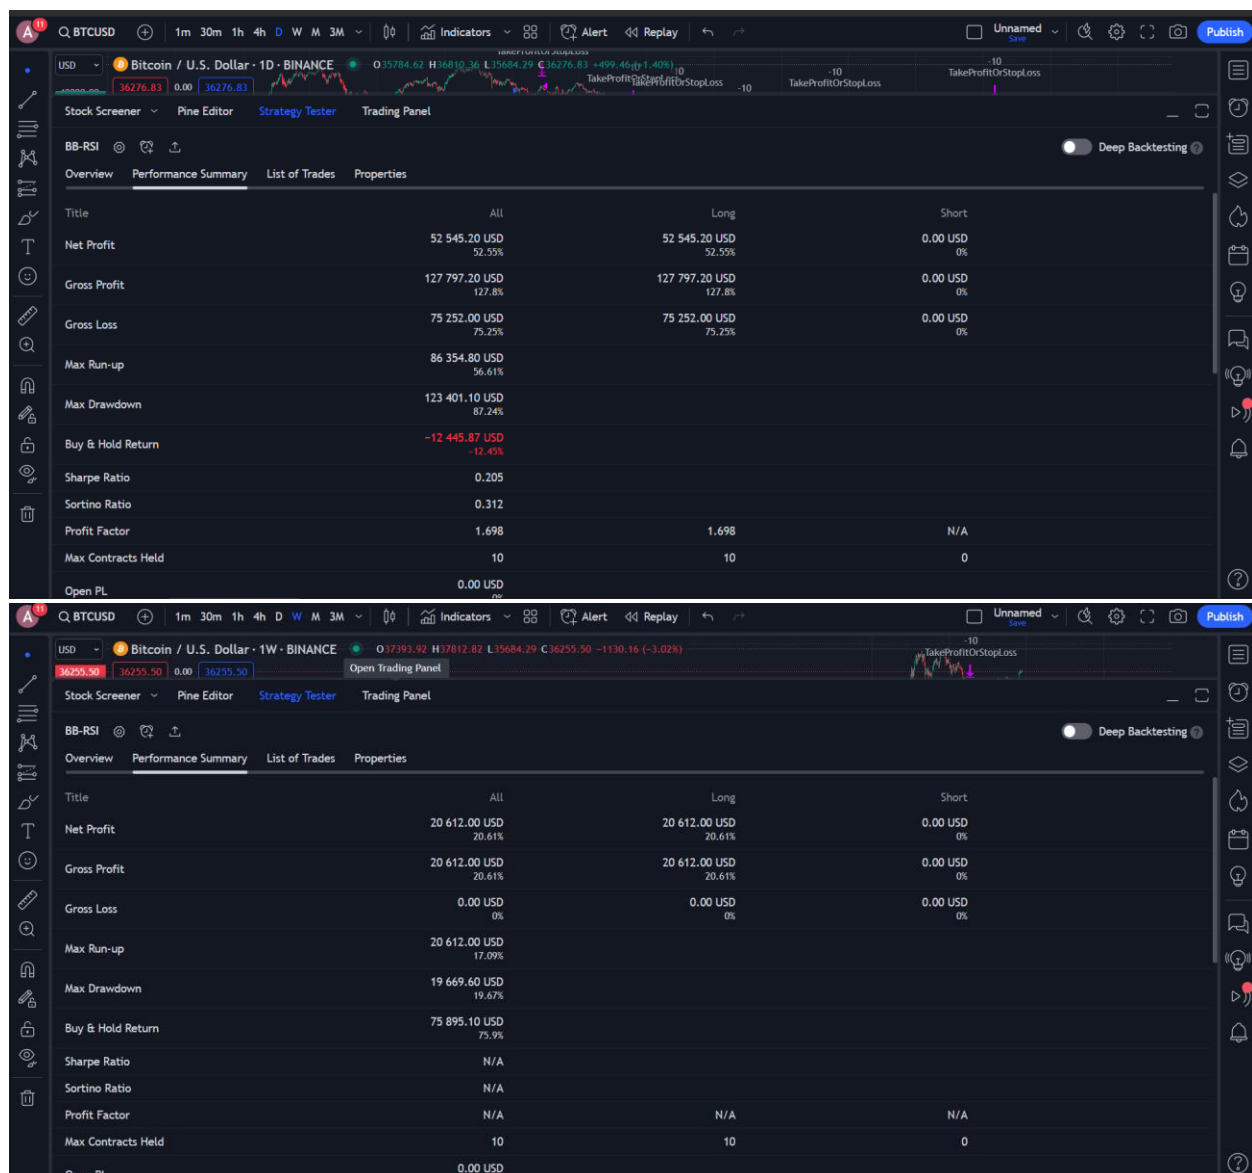 A 11 BTCUSD 1m 30m 1h 4h D W M 3M Indicators Alert Replay Unnamed Save Publish
USD Bitcoin / U.S. Dollar · 1D · BINANCE O35784.62 H36810.36 L35684.29 C36276.83 +499.46 (+1.40%)
36276.83 0.00 36276.83 TakeProfitOrStopLoss -10 TakeProfitOrStopLoss -10 TakeProfitOrStopLoss
Stock Screener Pine Editor Strategy Tester Trading Panel
BB-RSI Deep Backtesting
Overview Performance Summary List of Trades Properties
Title All Long Short
Net Profit 52 545.20 USD 52 545.20 USD 0.00 USD
52.55% 52.55% 0%
Gross Profit 127 797.20 USD 127 797.20 USD 0.00 USD
127.8% 127.8% 0%
Gross Loss 75 252.00 USD 75 252.00 USD 0.00 USD
75.25% 75.25% 0%
Max Run-up 86 354.80 USD
56.61%
Max Drawdown 123 401.10 USD
87.24%
Buy & Hold Return −12 445.87 USD
−12.45%
Sharpe Ratio 0.205
Sortino Ratio 0.312
Profit Factor 1.698 1.698 N/A
Max Contracts Held 10 10 0
Open PL 0.00 USD
A 11 BTCUSD 1m 30m 1h 4h D W M 3M Indicators Alert Replay Unnamed Save Publish
USD Bitcoin / U.S. Dollar · 1W · BINANCE O37393.92 H37812.82 L35684.29 C36255.50 −1130.16 (−3.02%) -10
36255.50 36255.50 0.00 36255.50 Open Trading Panel TakeProfitOrStopLoss
Stock Screener Pine Editor Strategy Tester Trading Panel
BB-RSI Deep Backtesting
Overview Performance Summary List of Trades Properties
Title All Long Short
Net Profit 20 612.00 USD 20 612.00 USD 0.00 USD
20.61% 20.61% 0%
Gross Profit 20 612.00 USD 20 612.00 USD 0.00 USD
20.61% 20.61% 0%
Gross Loss 0.00 USD 0.00 USD 0.00 USD
0% 0% 0%
Max Run-up 20 612.00 USD
17.09%
Max Drawdown 19 669.60 USD
19.67%
Buy & Hold Return 75 895.10 USD
75.9%
Sharpe Ratio N/A
Sortino Ratio N/A
Profit Factor N/A N/A N/A
Max Contracts Held 10 10 0
0.00 USD